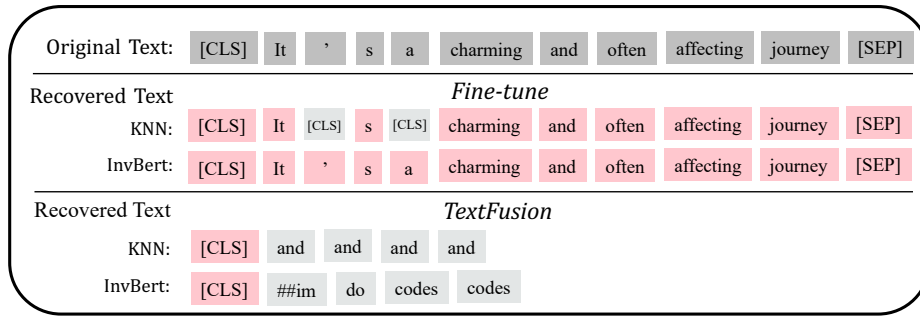 Original Text: [CLS] It ’ s a charming and often affecting journey [SEP]
Recovered Text Fine-tune
KNN: [CLS] It [CLS] s [CLS] charming and often affecting journey [SEP]
InvBert: [CLS] It ’ s a charming and often affecting journey [SEP]
Recovered Text TextFusion
KNN: [CLS] and and and and
InvBert: [CLS] ##im do codes codes